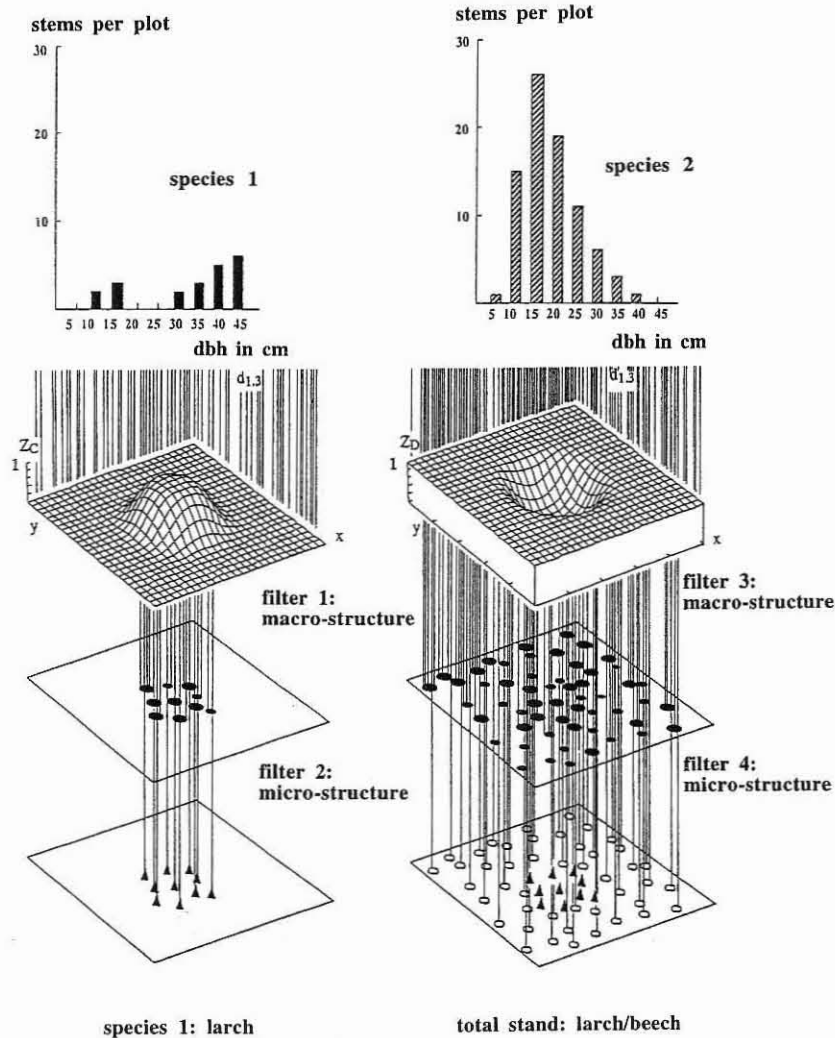 stems per plot
30
20
10
species 1
5 10 15 20 25 30 35 40 45
dbh in cm
stems per plot
30
20
10
species 2
5 10 15 20 25 30 35 40 45
dbh in cm
d1.3
ZC
1
y
x
filter 1:
macro-structure
filter 2:
micro-structure
species 1: larch
d1.3
ZD
1
y
x
filter 3:
macro-structure
filter 4:
micro-structure
total stand: larch/beech